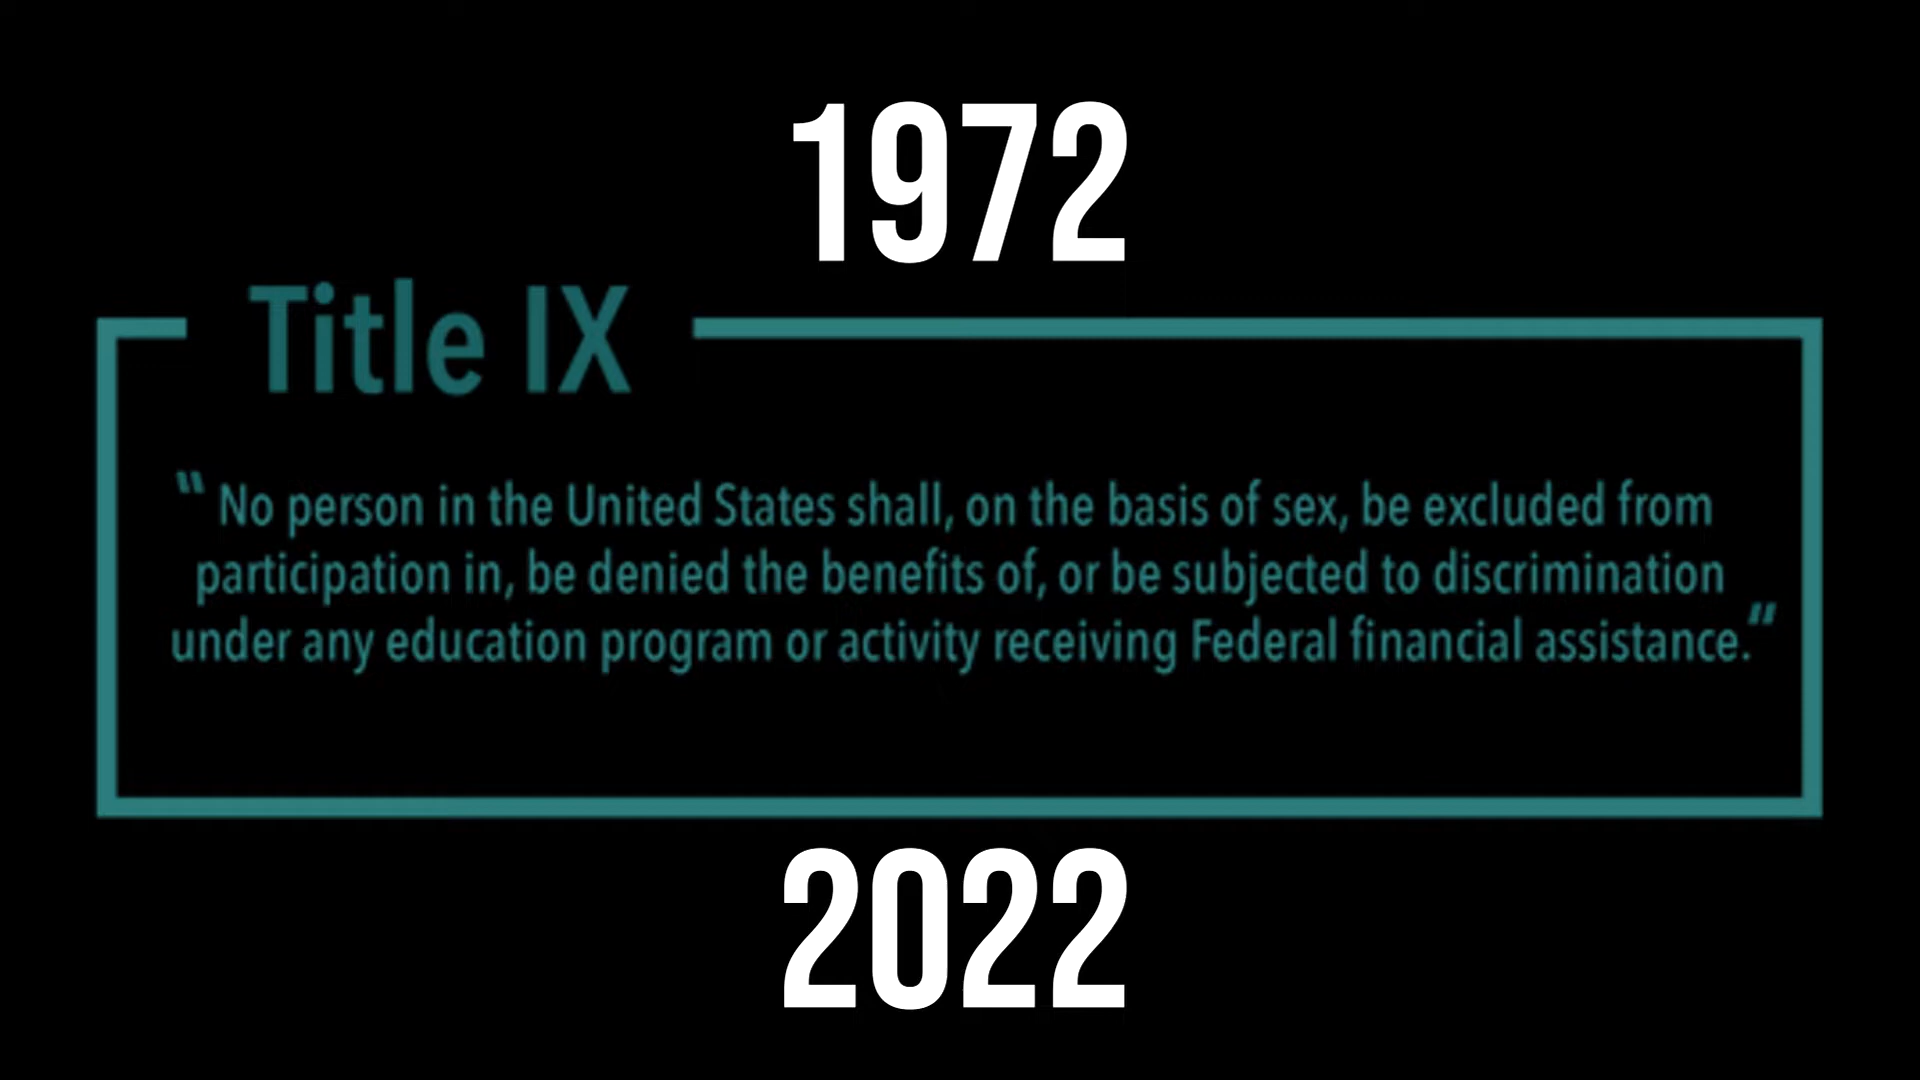 1972
Title IX
" No person in the United States shall, on the basis of sex, be excluded from
participation in, be denied the benefits of, or be subjected to discrimination
under any education program or activity receiving Federal financial assistance."
2022